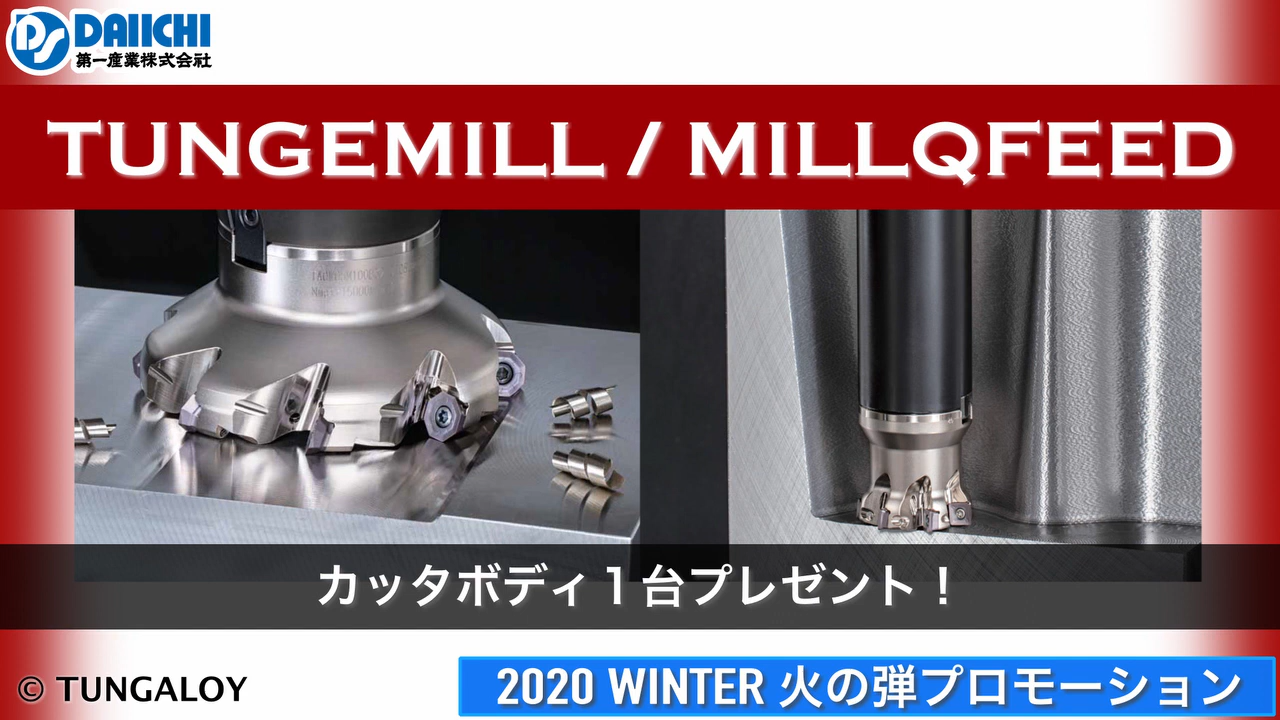 DS DAIICHI
第一産業株式会社
TUNGEMILL / MILLQFEED
カッタボディ1台プレゼント!
© TUNGALOY
2020 WINTER 火の弾プロモーション